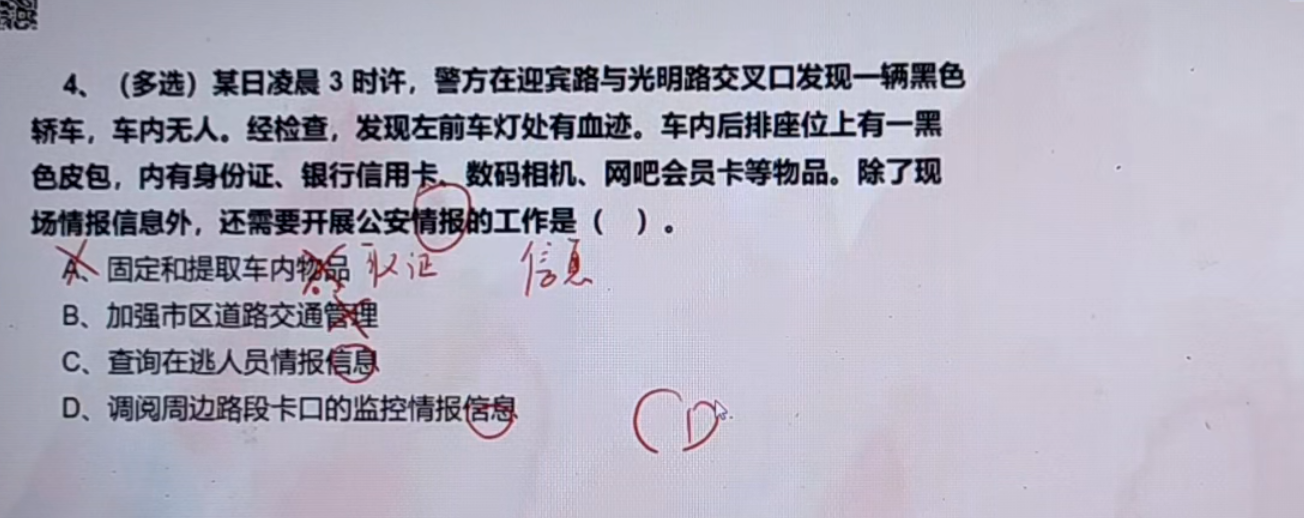 4、（多选）某日凌晨 3 时许，警方在迎宾路与光明路交叉口发现一辆黑色
轿车，车内无人。经检查，发现左前车灯处有血迹。车内后排座位上有一黑
色皮包，内有身份证、银行信用卡、数码相机、网吧会员卡等物品。除了现
场情报信息外，还需要开展公安情报的工作是（ ）。
A、固定和提取车内物品 取证 信息
B、加强市区道路交通管理
C、查询在逃人员情报信息
D、调阅周边路段卡口的监控情报信息
CD